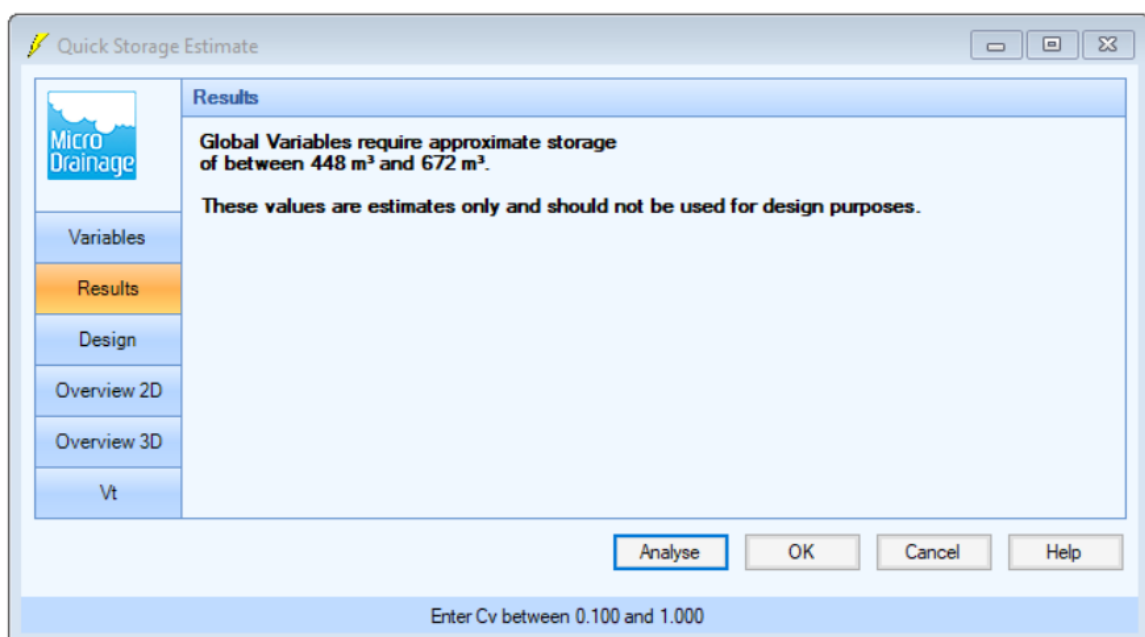 Quick Storage Estimate
Micro
Drainage
Variables
Results
Design
Overview 2D
Overview 3D
Vt
Results
Global Variables require approximate storage
of between 448 m³ and 672 m³.
These values are estimates only and should not be used for design purposes.
Analyse
OK
Cancel
Help
Enter Cv between 0.100 and 1.000